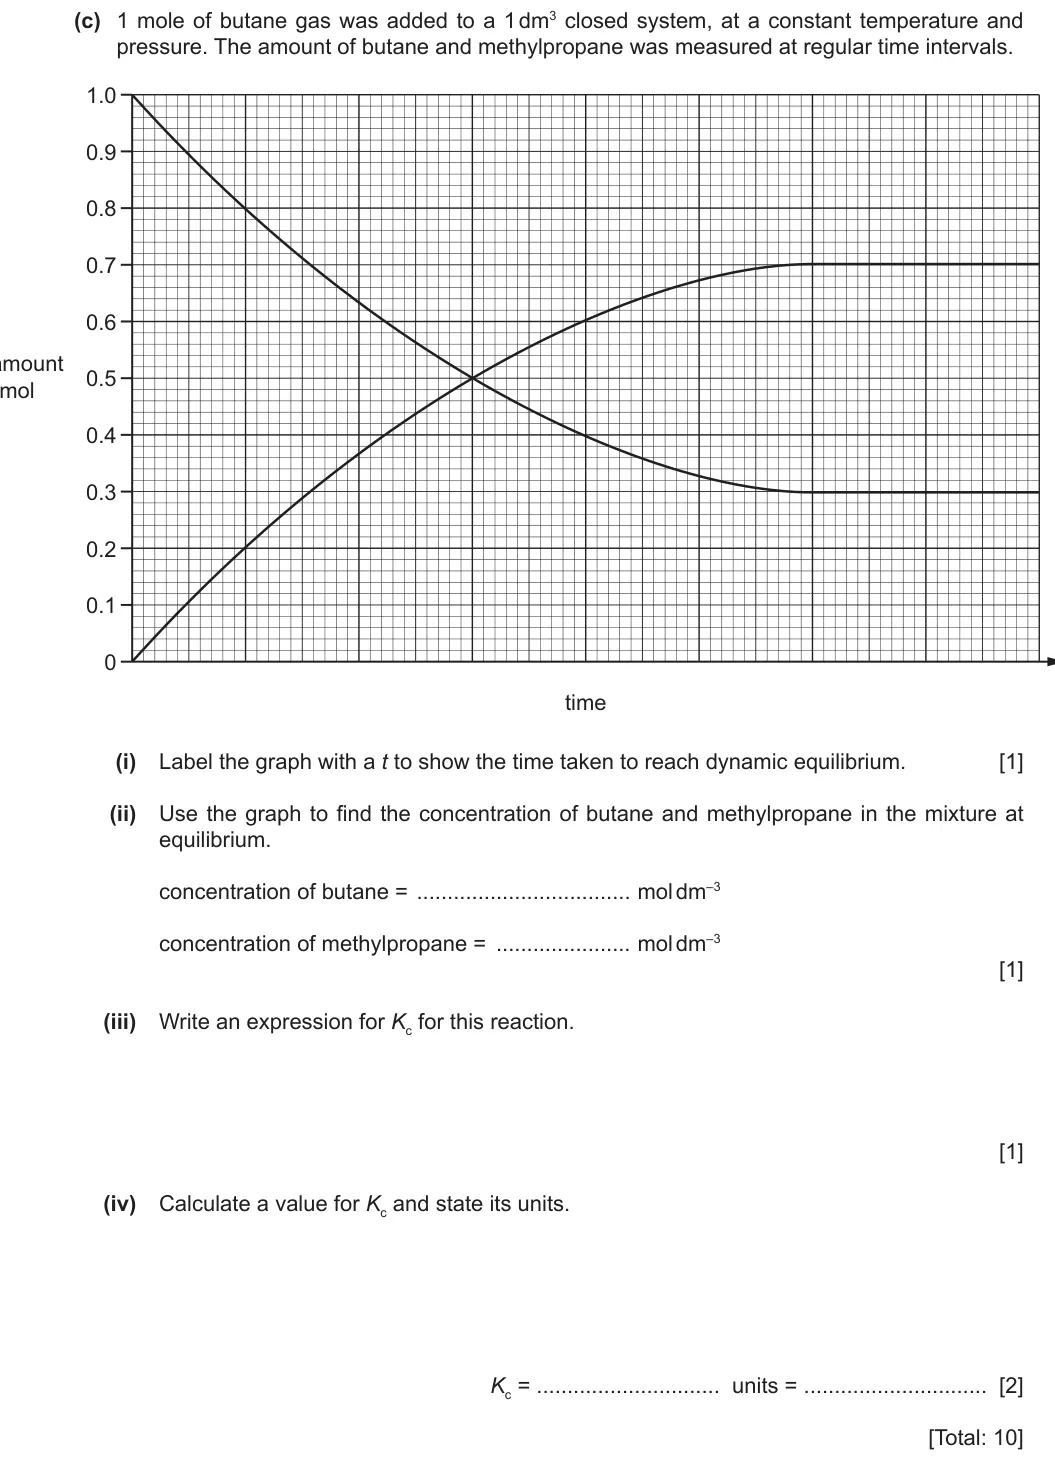 (c) 1 mole of butane gas was added to a 1 dm³ closed system, at a constant temperature and
pressure. The amount of butane and methylpropane was measured at regular time intervals.
1.0
0.9
0.8
0.7
0.6
amount
mol
0.5
0.4
0.3
0.2
0.1
0
time
(i) Label the graph with a t to show the time taken to reach dynamic equilibrium. [1]
(ii) Use the graph to find the concentration of butane and methylpropane in the mixture at
equilibrium.
concentration of butane = ................................... mol dm⁻³
concentration of methylpropane = ...................... mol dm⁻³
[1]
(iii) Write an expression for Kc for this reaction.
[1]
(iv) Calculate a value for Kc and state its units.
Kc = .............................. units = .............................. [2]
[Total: 10]